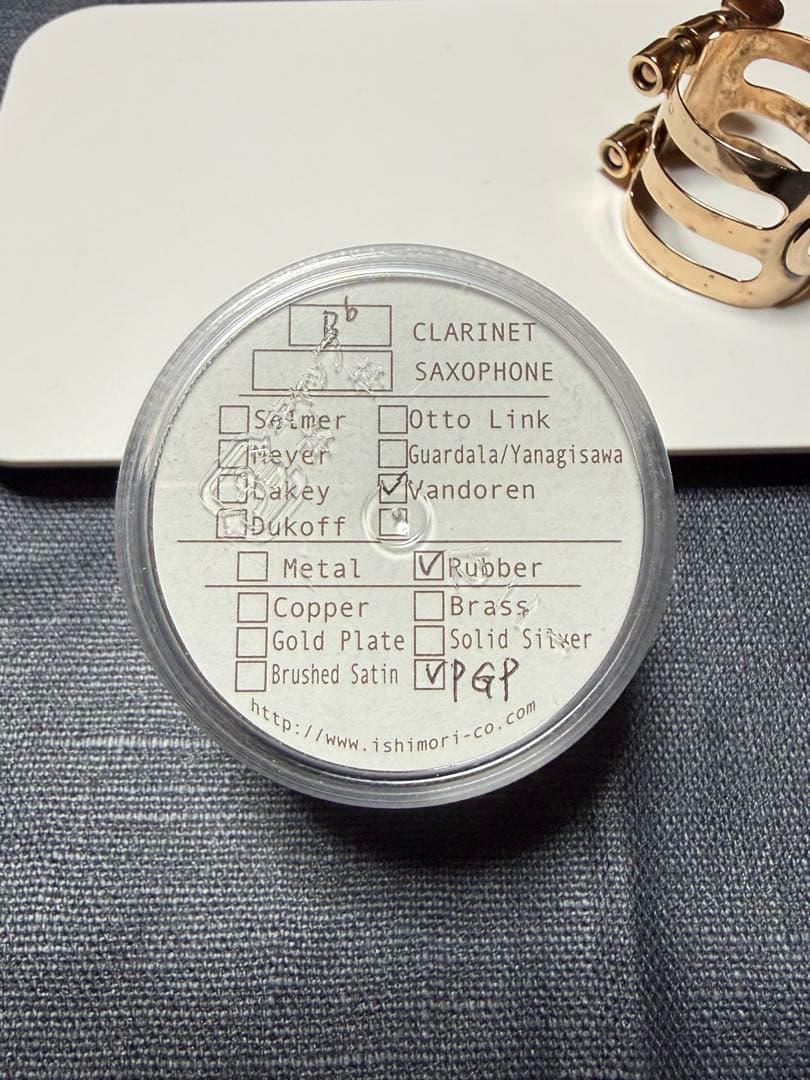 B♭ CLARINET
SAXOPHONE
Selmer Otto Link
Meyer Guardala/Yanagisawa
Lakey Vandoren
Dukoff
Metal Rubber
Copper Brass
Gold Plate Solid Silver
Brushed Satin PGP
http://www.ishimori-co.com